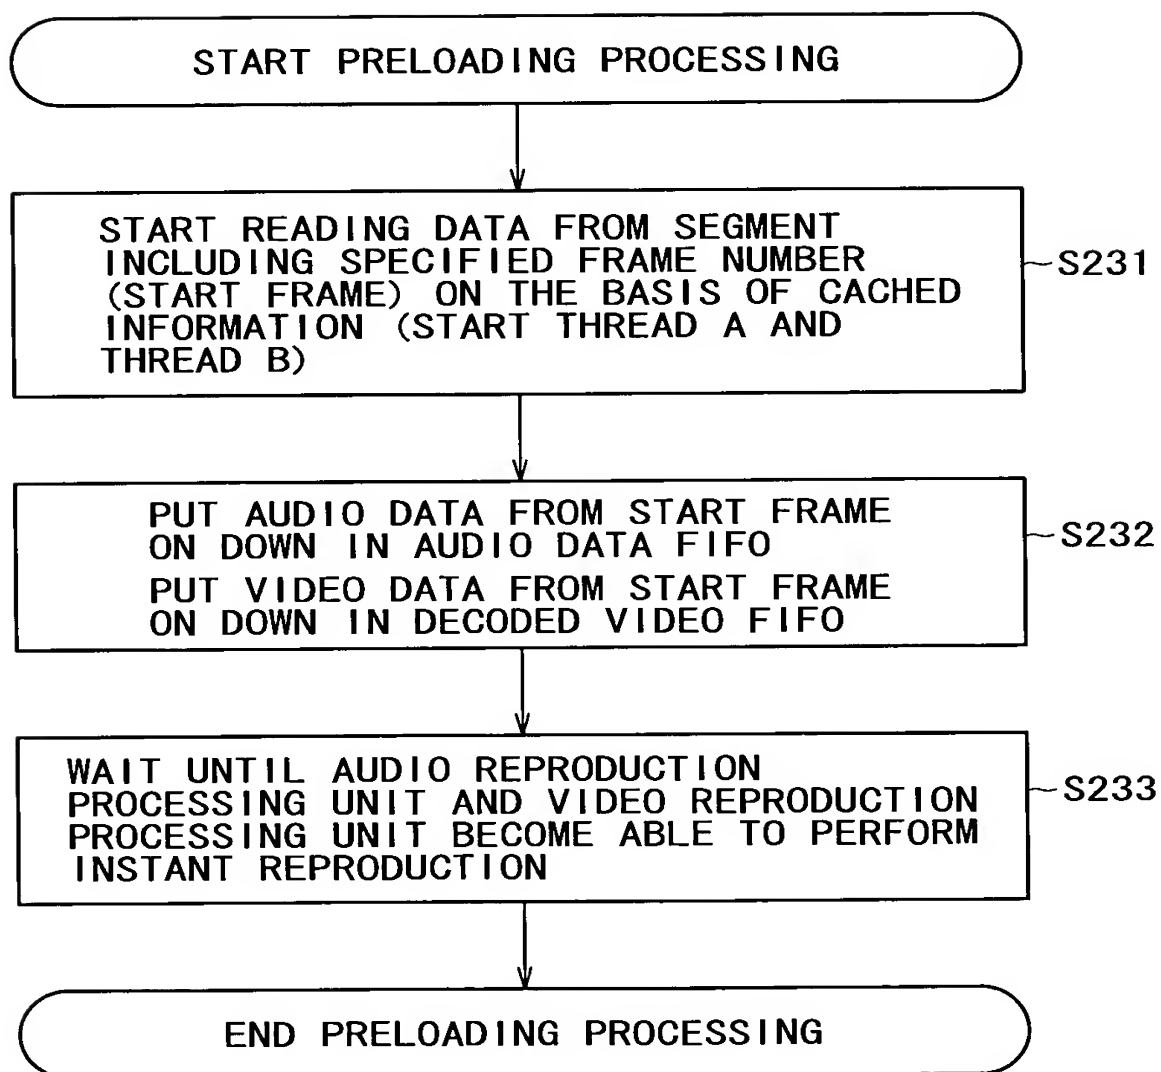 START PRELOADING PROCESSING
START READING DATA FROM SEGMENT
INCLUDING SPECIFIED FRAME NUMBER
(START FRAME) ON THE BASIS OF CACHED
INFORMATION (START THREAD A AND
THREAD B)
S231
PUT AUDIO DATA FROM START FRAME
ON DOWN IN AUDIO DATA FIFO
PUT VIDEO DATA FROM START FRAME
ON DOWN IN DECODED VIDEO FIFO
S232
WAIT UNTIL AUDIO REPRODUCTION
PROCESSING UNIT AND VIDEO REPRODUCTION
PROCESSING UNIT BECOME ABLE TO PERFORM
INSTANT REPRODUCTION
S233
END PRELOADING PROCESSING